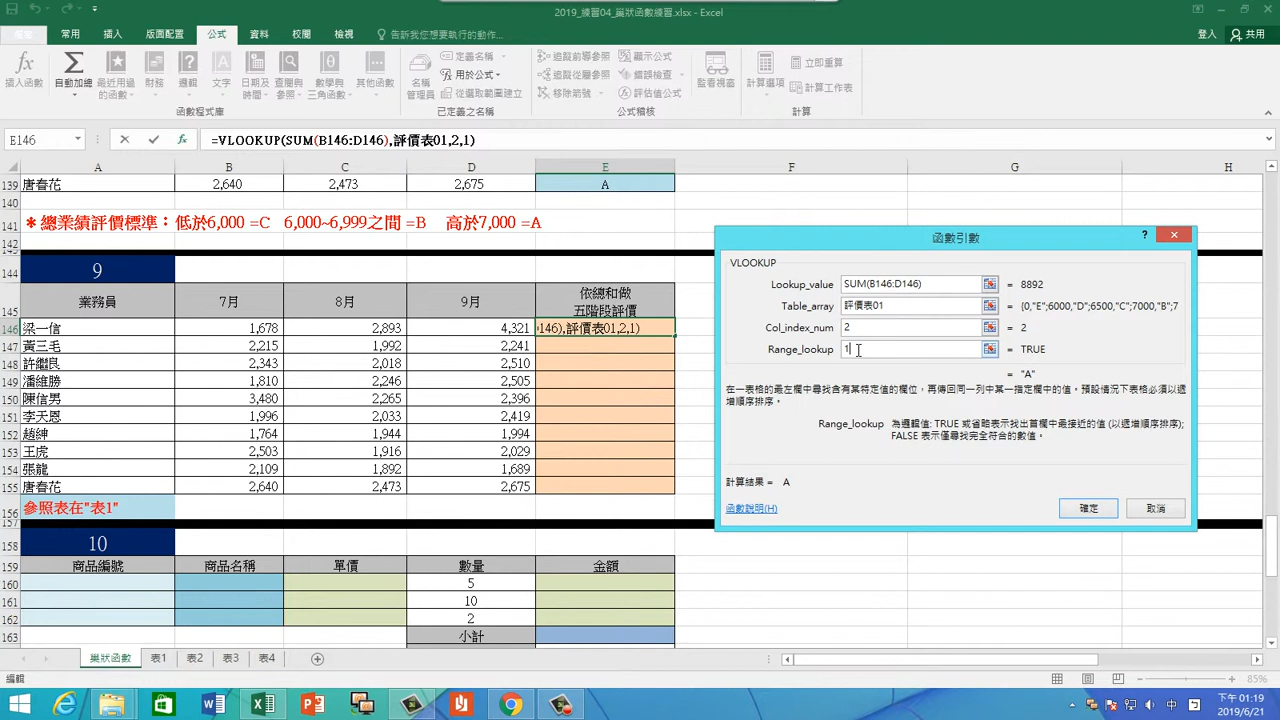 2019_練習04_巢狀函數練習.xlsx - Excel
常用 插入 版面配置 公式 資料 校閱 檢視 告訴我您想要執行的動作... 登入 共用
插入函數 自動加總 最近用過的函數 財務 邏輯 文字 日期及時間 查閱與參照 數學與三角函數 其他函數
名稱管理員 定義名稱 用於公式 從選取範圍建立
追蹤前導參照 追蹤從屬參照 移除箭號 顯示公式 錯誤檢查 評估值公式 監看視窗
計算選項 立即重算 計算工作表
函數程式庫 已定義之名稱 公式稽核 計算
E146 =VLOOKUP(SUM(B146:D146),評價表01,2,1)
A B C D E F G H
139 唐春花 2,640 2,473 2,675 A
140
141 ＊總業績評價標準：低於6,000 =C 6,000~6,999之間 =B 高於7,000 =A
142
144 9
145 業務員 7月 8月 9月 依總和做
五階段評價
146 梁一信 1,678 2,893 4,321 146),評價表01,2,1)
147 黃三毛 2,215 1,992 2,241
148 許繼良 2,343 2,018 2,510
149 潘維勝 1,810 2,246 2,505
150 陳信男 3,480 2,265 2,396
151 李天恩 1,996 2,033 2,419
152 趙紳 1,764 1,944 1,994
153 王虎 2,503 1,916 2,029
154 張龍 2,109 1,892 1,689
155 唐春花 2,640 2,473 2,675
156 參照表在"表1"
157
158 10
159 商品編號 商品名稱 單價 數量 金額
160 5
161 10
162 2
163 小計
函數引數 ?
VLOOKUP
Lookup_value SUM(B146:D146) = 8892
Table_array 評價表01 = {0,"E";6000,"D";6500,"C";7000,"B";7
Col_index_num 2 = 2
Range_lookup 1 = TRUE
= "A"
在一表格的最左欄中尋找含有某特定值的欄位，再傳回同一列中某一指定欄中的值。預設情況下表格必須以遞
增順序排序。
Range_lookup 為邏輯值: TRUE 或省略表示找出首欄中最接近的值 (以遞增順序排序);
FALSE 表示僅尋找完全符合的數值。
計算結果 = A
函數說明(H) 確定 取消
巢狀函數 表1 表2 表3 表4
編輯 85%
中 下午 01:19
2019/6/21